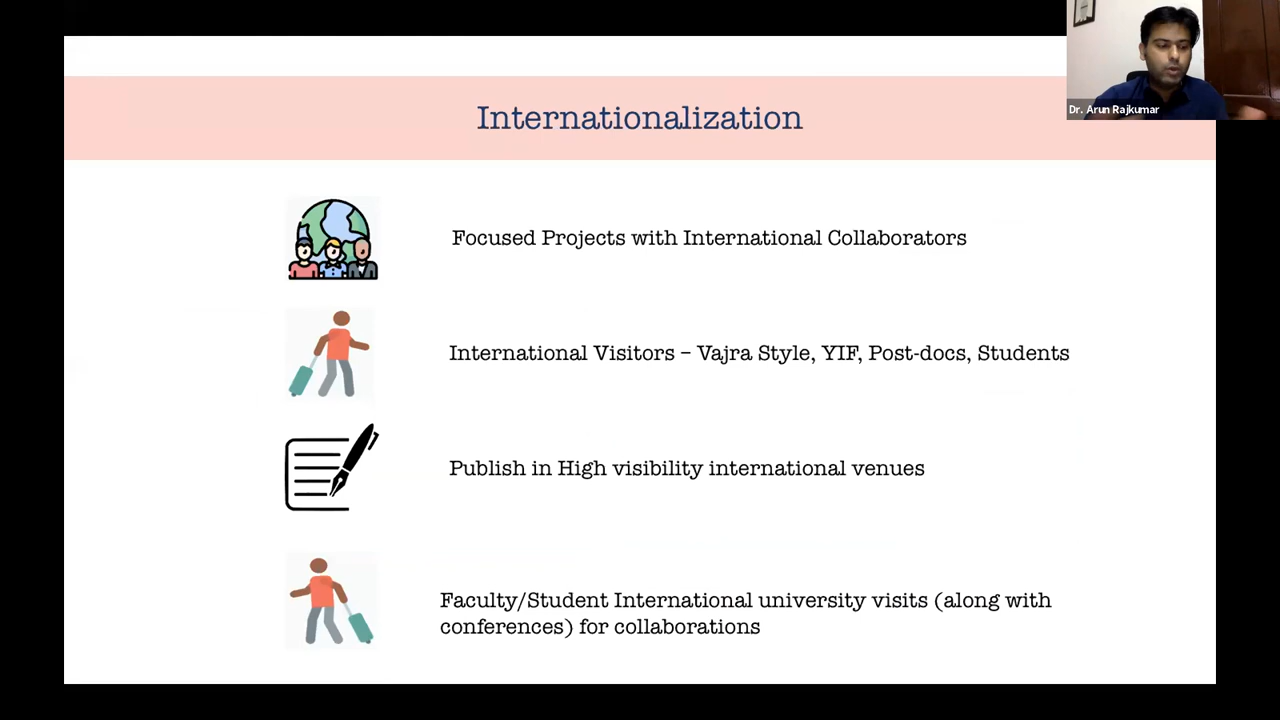 Dr. Arun Rajkumar
Internationalization
Focused Projects with International Collaborators
International Visitors – Vajra Style, YIF, Post-docs, Students
Publish in High visibility international venues
Faculty/Student International university visits (along with
conferences) for collaborations